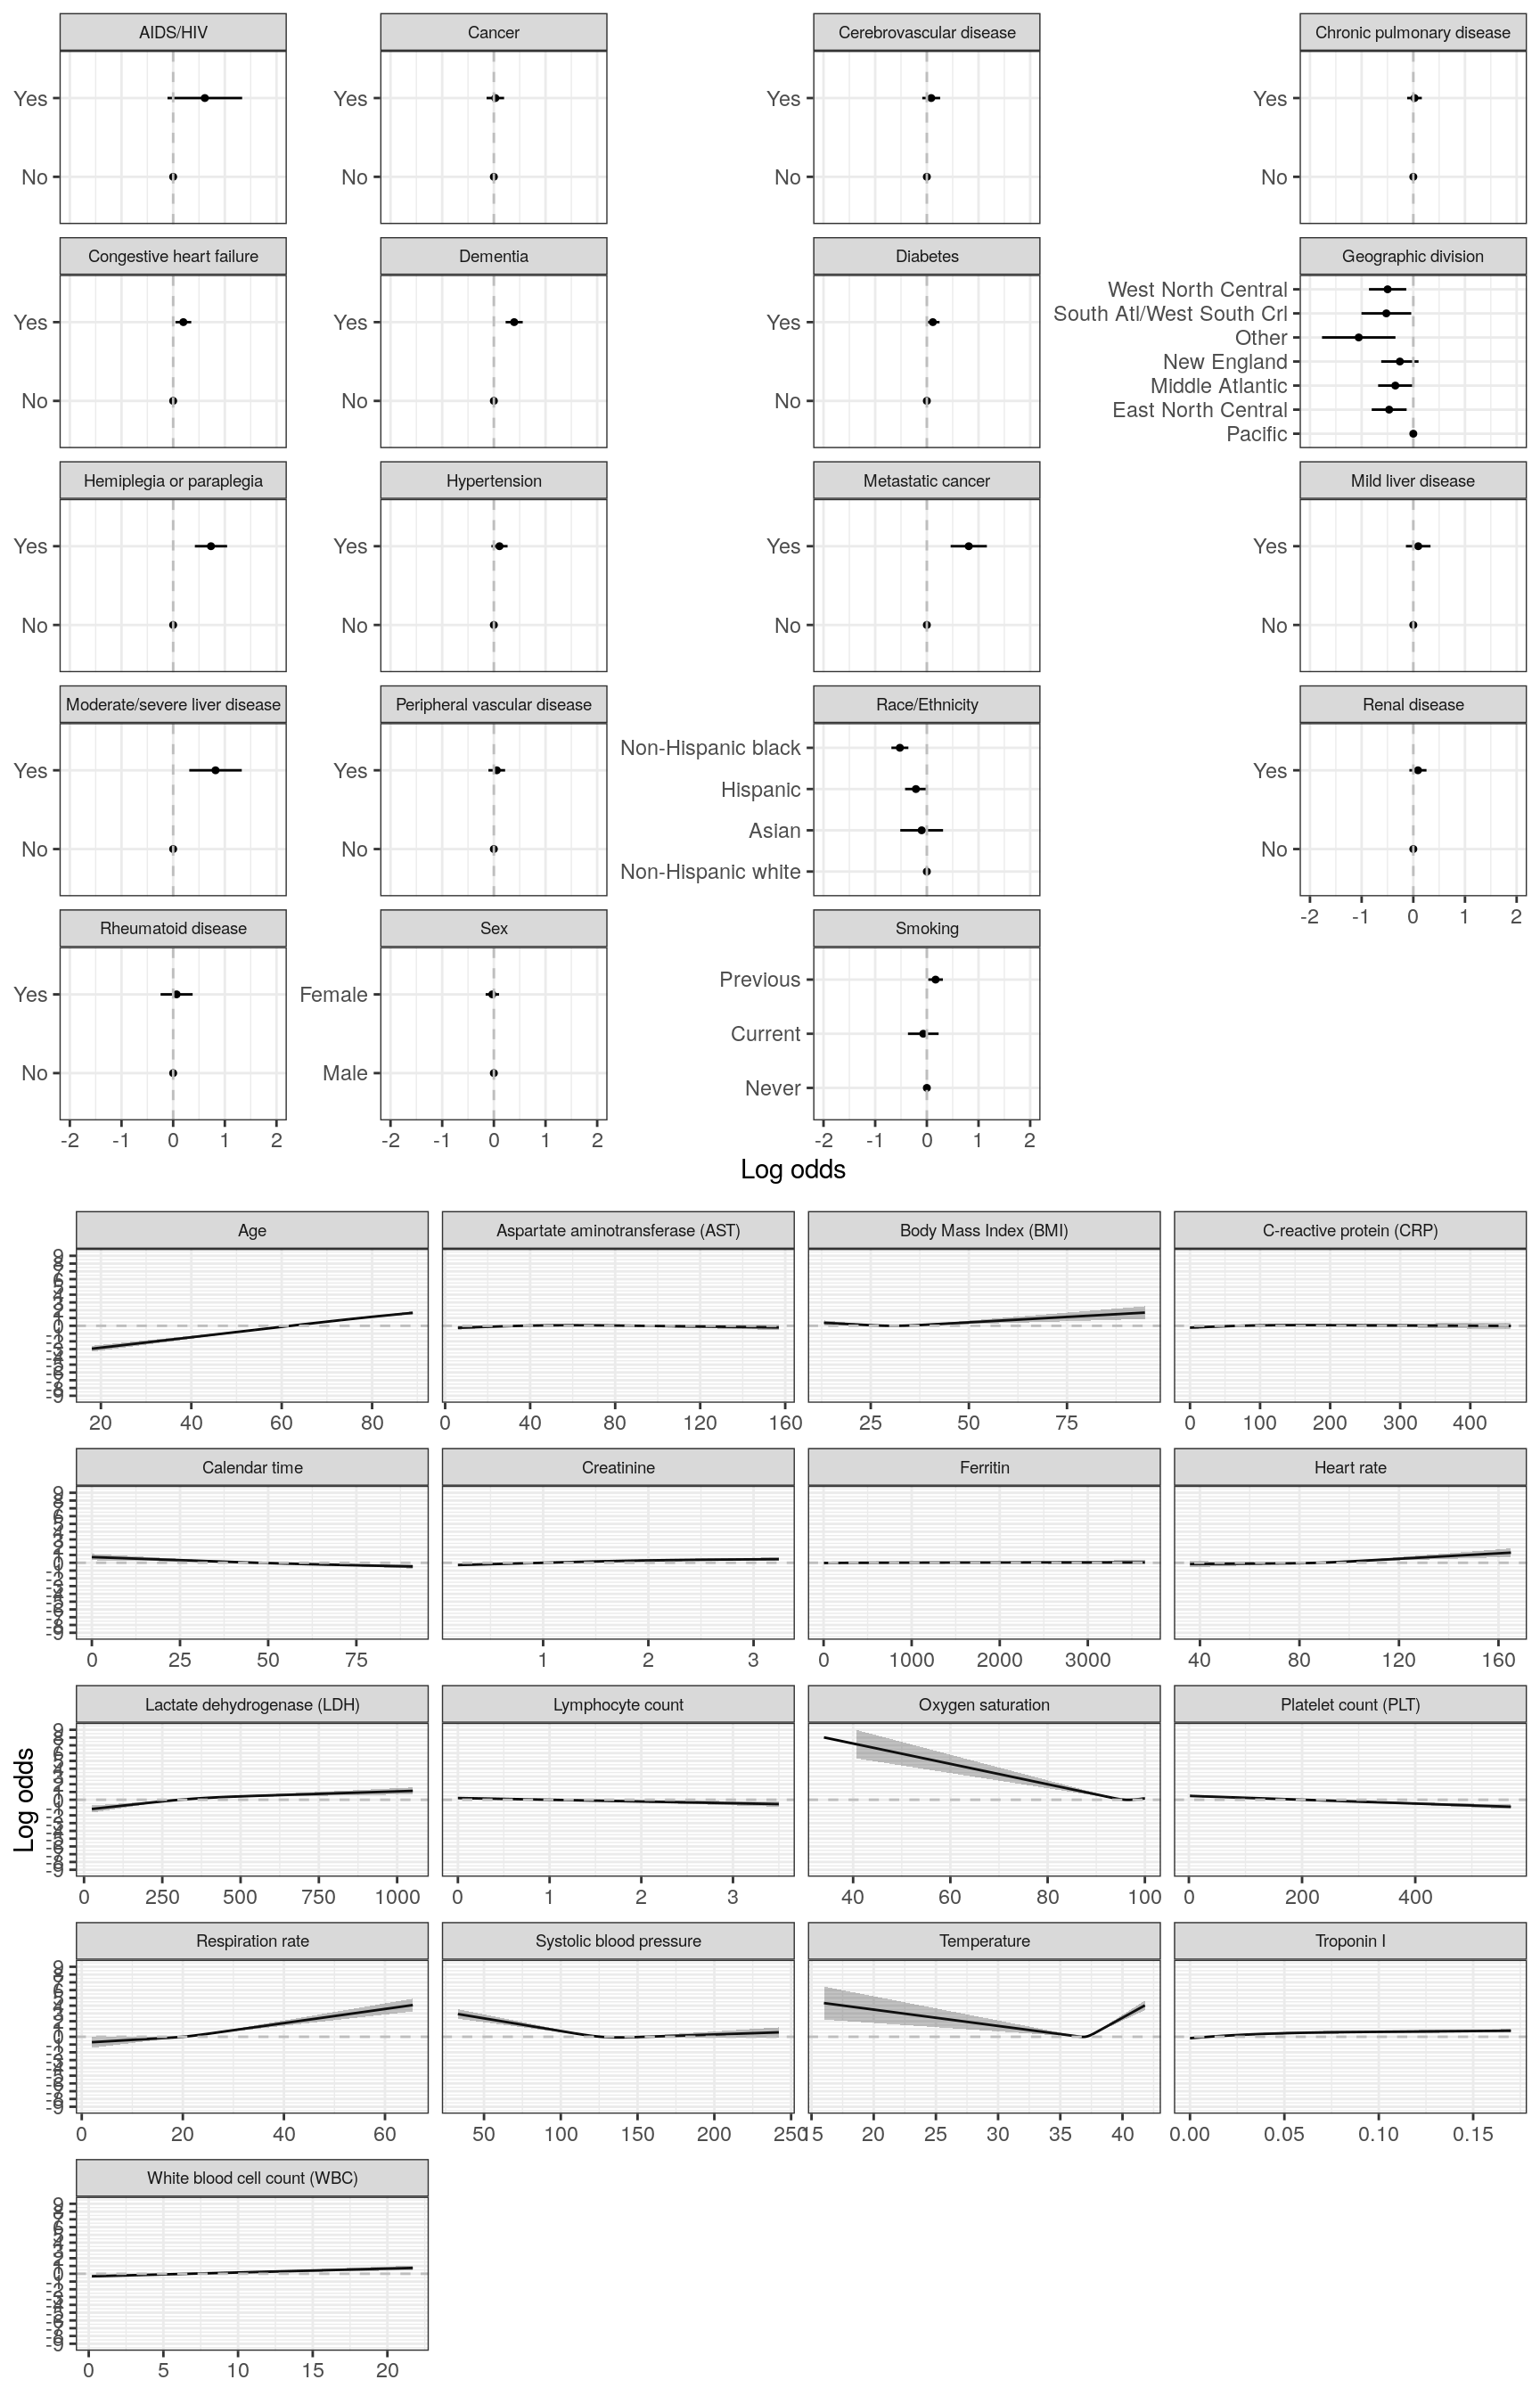 AIDS/HIV
Cancer
Cerebrovascular disease
Chronic pulmonary disease
Yes
No
Yes
No
Yes
No
Yes
No
Congestive heart failure
Dementia
Diabetes
Geographic division
Yes
No
Yes
No
Yes
No
West North Central
South Atl/West South Crl
Other
New England
Middle Atlantic
East North Central
Pacific
Hemiplegia or paraplegia
Hypertension
Metastatic cancer
Mild liver disease
Yes
No
Yes
No
Yes
No
Yes
No
Moderate/severe liver disease
Peripheral vascular disease
Race/Ethnicity
Renal disease
Yes
No
Yes
No
Non-Hispanic black
Hispanic
Asian
Non-Hispanic white
Yes
No
-2 -1 0 1 2
Rheumatoid disease
Sex
Smoking
Yes
No
Female
Male
Previous
Current
Never
-2 -1 0 1 2
-2 -1 0 1 2
-2 -1 0 1 2
Log odds
Age
Aspartate aminotransferase (AST)
Body Mass Index (BMI)
C-reactive protein (CRP)
20 40 60 80
0 40 80 120 160
25 50 75
0 100 200 300 400
Calendar time
Creatinine
Ferritin
Heart rate
0 25 50 75
1 2 3
0 1000 2000 3000
40 80 120 160
Lactate dehydrogenase (LDH)
Lymphocyte count
Oxygen saturation
Platelet count (PLT)
Log odds
0 250 500 750 1000
0 1 2 3
40 60 80 100
0 200 400
Respiration rate
Systolic blood pressure
Temperature
Troponin I
0 20 40 60
50 100 150 200 250
15 20 25 30 35 40
0.00 0.05 0.10 0.15
White blood cell count (WBC)
0 5 10 15 20